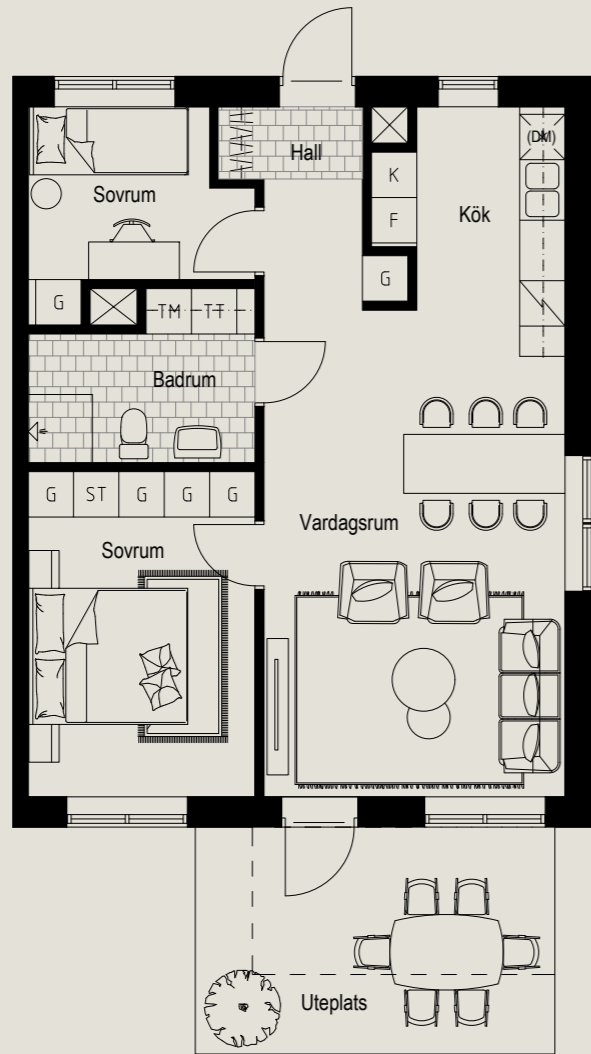 Hall
(DM)
K
Sovrum
Kök
F
G
G
TM
TT
Badrum
G
ST
G
G
G
Vardagsrum
Sovrum
Uteplats